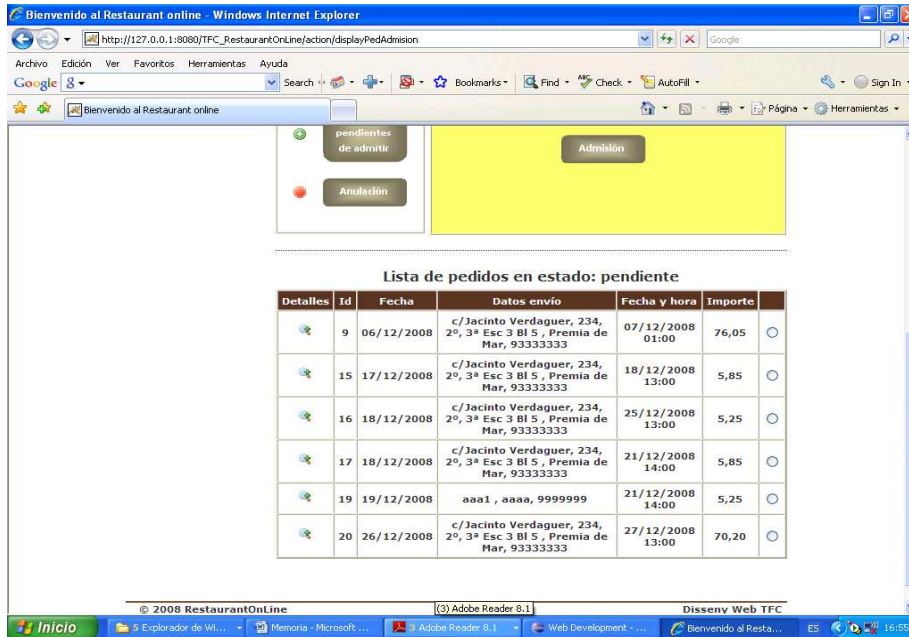 Bienvenido al Restaurant online - Windows Internet Explorer
http://127.0.0.1:8080/TFC_RestaurantOnLine/action/displayPedAdmision
Google
Archivo Edición Ver Favoritos Herramientas Ayuda
Google Search Bookmarks Find Check AutoFill Sign In
Bienvenido al Restaurant online Página Herramientas
pendientes
de admitir
Admisión
Anulación
Lista de pedidos en estado: pendiente
Detalles Id Fecha Datos envío Fecha y hora Importe
c/Jacinto Verdaguer, 234,
9 06/12/2008 2º, 3ª Esc 3 Bl 5 , Premia de 07/12/2008 01:00 76,05
Mar, 93333333
c/Jacinto Verdaguer, 234,
15 17/12/2008 2º, 3ª Esc 3 Bl 5 , Premia de 18/12/2008 13:00 5,85
Mar, 93333333
c/Jacinto Verdaguer, 234,
16 18/12/2008 2º, 3ª Esc 3 Bl 5 , Premia de 25/12/2008 13:00 5,25
Mar, 93333333
c/Jacinto Verdaguer, 234,
17 18/12/2008 2º, 3ª Esc 3 Bl 5 , Premia de 21/12/2008 14:00 5,85
Mar, 93333333
19 19/12/2008 aaa1 , aaaa, 9999999 21/12/2008 14:00 5,25
c/Jacinto Verdaguer, 234,
20 26/12/2008 2º, 3ª Esc 3 Bl 5 , Premia de 27/12/2008 13:00 70,20
Mar, 93333333
© 2008 RestaurantOnLine (3) Adobe Reader 8.1 Disseny Web TFC
Inicio 5 Explorador de Wi... Memoria - Microsoft ... 3 Adobe Reader 8.1 Web Development - ... Bienvenido al Resta... ES 16:55